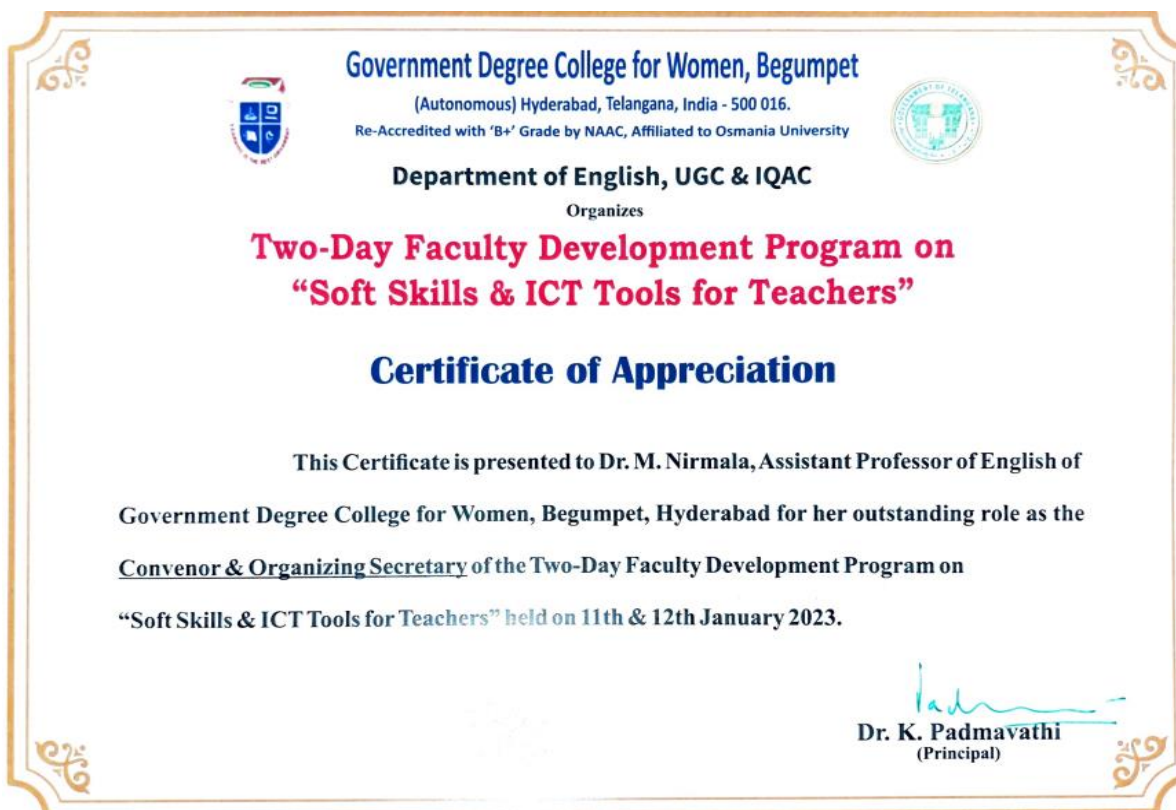 Government Degree College for Women, Begumpet
(Autonomous) Hyderabad, Telangana, India - 500 016.
Re-Accredited with ‘B+’ Grade by NAAC, Affiliated to Osmania University
Department of English, UGC & IQAC
Organizes
Two-Day Faculty Development Program on
“Soft Skills & ICT Tools for Teachers”
Certificate of Appreciation
This Certificate is presented to Dr. M. Nirmala, Assistant Professor of English of
Government Degree College for Women, Begumpet, Hyderabad for her outstanding role as the
Convenor & Organizing Secretary of the Two-Day Faculty Development Program on
“Soft Skills & ICT Tools for Teachers” held on 11th & 12th January 2023.
Dr. K. Padmavathi
(Principal)